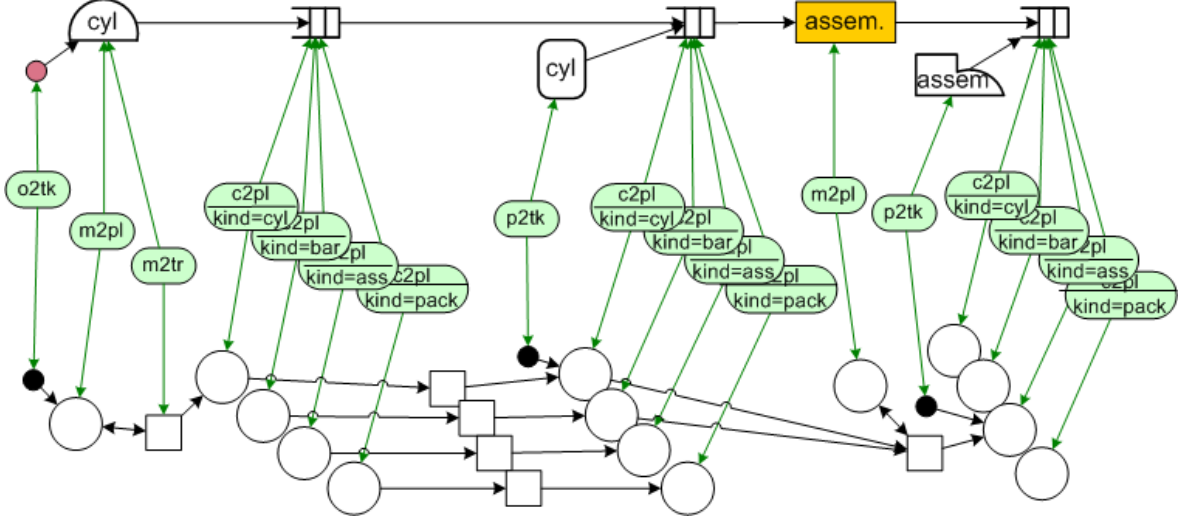 cyl
assem.
cyl
assem
o2tk
m2pl
m2tr
c2pl
kind=cyl
c2pl
kind=bar
c2pl
kind=ass
c2pl
kind=pack
p2tk
c2pl
kind=cyl
c2pl
kind=bar
c2pl
kind=ass
c2pl
kind=pack
m2pl
p2tk
c2pl
kind=cyl
c2pl
kind=bar
c2pl
kind=ass
c2pl
kind=pack